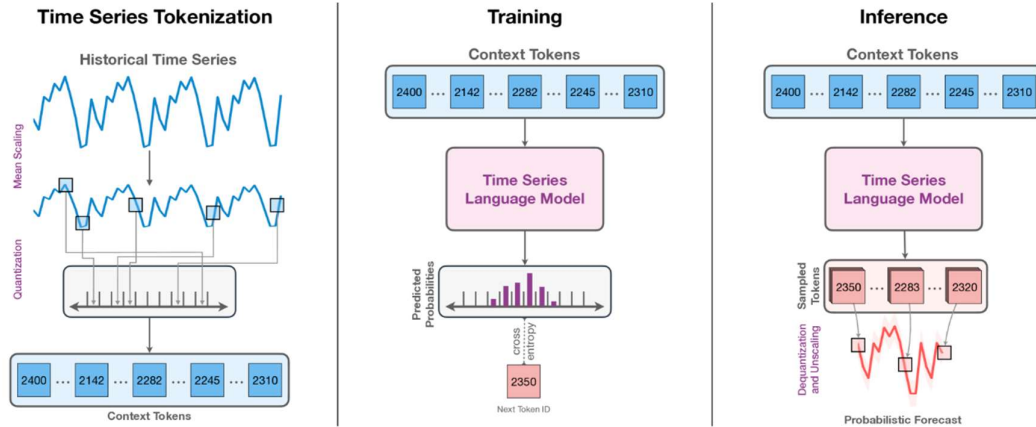 Time Series Tokenization
Historical Time Series
Mean Scaling
Quantization
2400 ... 2142 ... 2282 ... 2245 ... 2310
Context Tokens
Training
Context Tokens
2400 ... 2142 ... 2282 ... 2245 ... 2310
Time Series
Language Model
Predicted
Probabilities
cross
entropy
2350
Next Token ID
Inference
Context Tokens
2400 ... 2142 ... 2282 ... 2245 ... 2310
Time Series
Language Model
Sampled
Tokens
2350 ... 2283 ... 2320
Dequantization
and Unscaling
Probabilistic Forecast